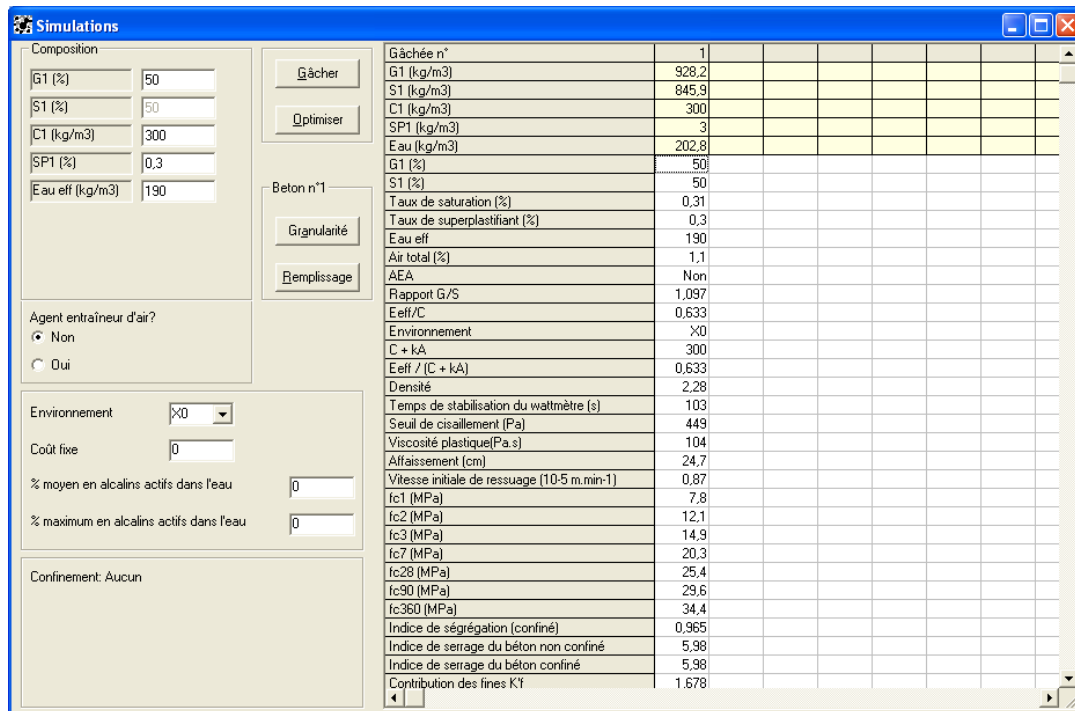 Simulations
Composition
G1 (%) 50
S1 (%) 50
C1 (kg/m3) 300
SP1 (%) 0,3
Eau eff (kg/m3) 190
Gâcher
Optimiser
Beton n°1
Granularité
Remplissage
Agent entraîneur d'air?
Non
Oui
Environnement X0
Coût fixe 0
% moyen en alcalins actifs dans l'eau 0
% maximum en alcalins actifs dans l'eau 0
Confinement: Aucun
Gâchée n° 1
G1 (kg/m3) 928,2
S1 (kg/m3) 845,9
C1 (kg/m3) 300
SP1 (kg/m3) 3
Eau (kg/m3) 202,8
G1 (%) 50
S1 (%) 50
Taux de saturation (%) 0,31
Taux de superplastifiant (%) 0,3
Eau eff 190
Air total (%) 1,1
AEA Non
Rapport G/S 1,097
Eeff/C 0,633
Environnement X0
C + kA 300
Eeff / (C + kA) 0,633
Densité 2,28
Temps de stabilisation du wattmètre (s) 103
Seuil de cisaillement (Pa) 449
Viscosité plastique(Pa.s) 104
Affaissement (cm) 24,7
Vitesse initiale de ressuage (10-5 m.min-1) 0,87
fc1 (MPa) 7,8
fc2 (MPa) 12,1
fc3 (MPa) 14,9
fc7 (MPa) 20,3
fc28 (MPa) 25,4
fc90 (MPa) 29,6
fc360 (MPa) 34,4
Indice de ségrégation (confiné) 0,965
Indice de serrage du béton non confiné 5,98
Indice de serrage du béton confiné 5,98
Contribution des fines K'f 1,678